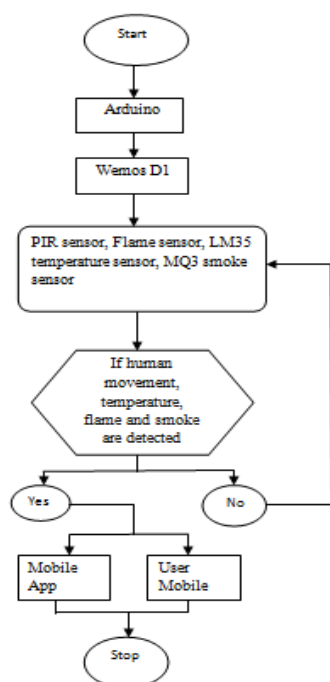 Start
Arduino
Wemos D1
PIR sensor, Flame sensor, LM35
temperature sensor, MQ3 smoke
sensor
If human
movement,
temperature,
flame and smoke
are detected
Yes
No
Mobile
App
User
Mobile
Stop